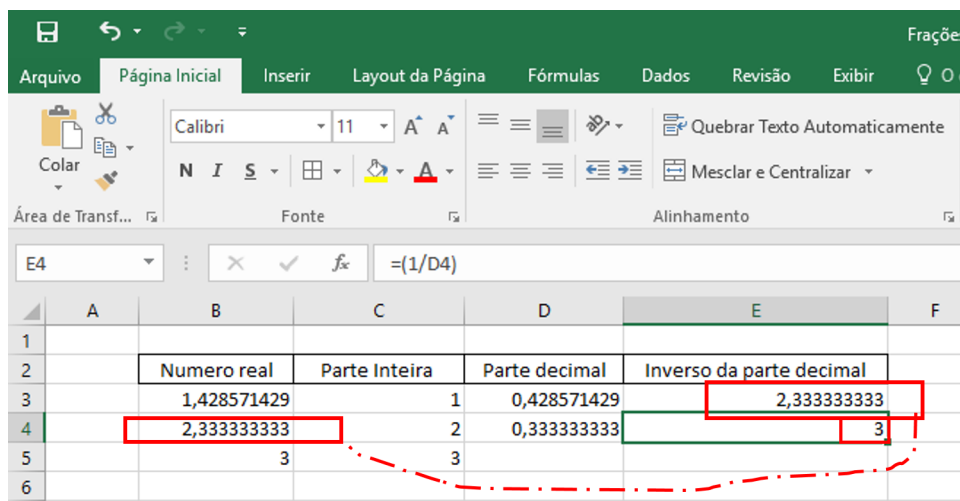 Fraçõe
Arquivo Página Inicial Inserir Layout da Página Fórmulas Dados Revisão Exibir O
Calibri 11 A A ab Quebrar Texto Automaticamente
Colar N I S A Mesclar e Centralizar
Área de Transf... Fonte Alinhamento
E4 fx =(1/D4)
A B C D E F
1
2 Numero real Parte Inteira Parte decimal Inverso da parte decimal
3 1,428571429 1 0,428571429 2,333333333
4 2,333333333 2 0,333333333 3
5 3 3
6